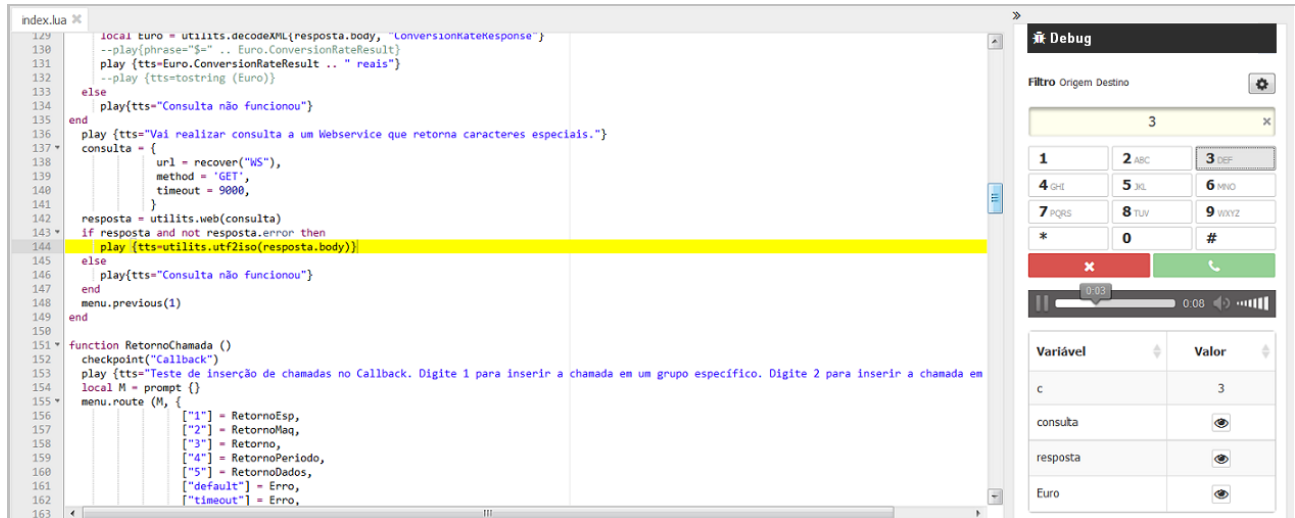 index.lua
129 local Euro = utilits.decodeXML{resposta.body, "ConversionRateResponse"}
130 --play{phrase="$=" .. Euro.ConversionRateResult}
131 play {tts=Euro.ConversionRateResult .. " reais"}
132 --play {tts=tostring (Euro)}
133 else
134 play{tts="Consulta não funcionou"}
135 end
136 play {tts="Vai realizar consulta a um Webservice que retorna caracteres especiais."}
137 consulta = {
138 url = recover("WS"),
139 method = 'GET',
140 timeout = 9000,
141 }
142 resposta = utilits.web(consulta)
143 if resposta and not resposta.error then
144 play {tts=utilits.utf2iso(resposta.body)}
145 else
146 play{tts="Consulta não funcionou"}
147 end
148 menu.previous(1)
149 end
150
151 function RetornoChamada ()
152 checkpoint("Callback")
153 play {tts="Teste de inserção de chamadas no Callback. Digite 1 para inserir a chamada em um grupo específico. Digite 2 para inserir a chamada em
154 local M = prompt {}
155 menu.route (M, {
156 ["1"] = RetornoEsp,
157 ["2"] = RetornoMaq,
158 ["3"] = Retorno,
159 ["4"] = RetornoPeriodo,
160 ["5"] = RetornoDados,
161 ["default"] = Erro,
162 ["timeout"] = Erro,
163
Debug
Filtro Origem Destino
3
1 2 ABC 3 DEF
4 GHI 5 JKL 6 MNO
7 PQRS 8 TUV 9 WXYZ
* 0 #
0:03
0:08
Variável Valor
c 3
consulta
resposta
Euro